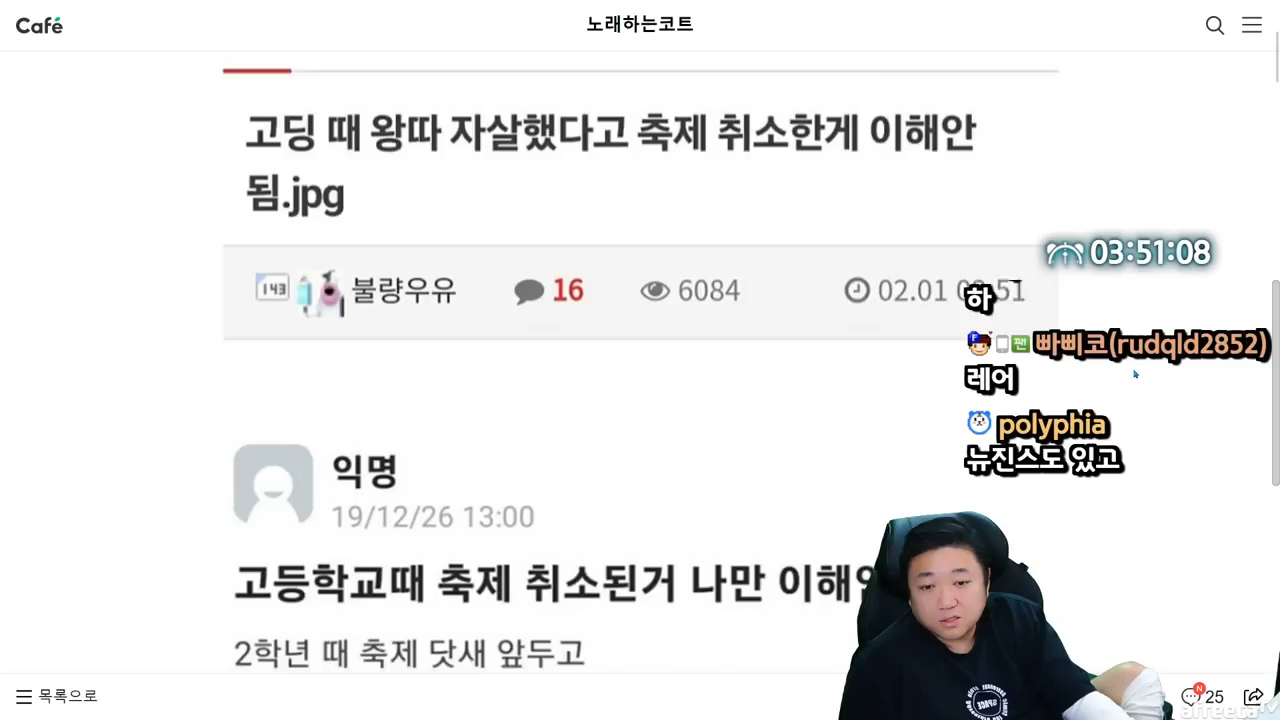 Café
노래하는코트
고딩 때 왕따 자살했다고 축제 취소한게 이해안
됨.jpg
143 불량우유 16 6084 02.01
03:51:08
하
빠삐코(rudqld2852)
레어
polyphia
뉴진스도 있고
익명
19/12/26 13:00
고등학교때 축제 취소된거 나만
2학년 때 축제 닷새 앞두고
SPACE
목록으로
N
25
afreecaTV